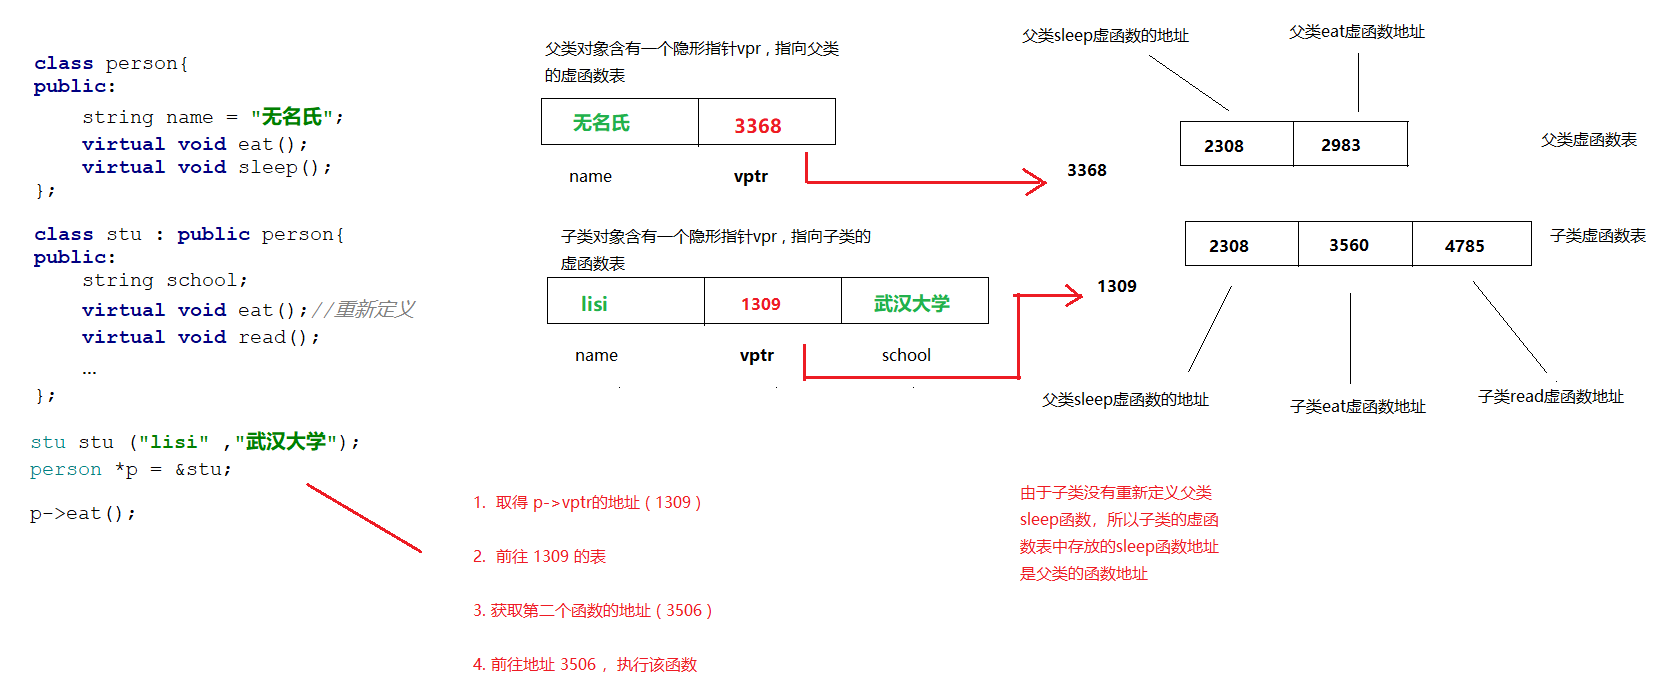 class person{
public:
string name = "无名氏";
virtual void eat();
virtual void sleep();
};
class stu : public person{
public:
string school;
virtual void eat();//重新定义
virtual void read();
...
};
stu stu ("lisi" ,"武汉大学");
person *p = &stu;
p->eat();
父类对象含有一个隐形指针vpr，指向父类
的虚函数表
无名氏 3368
name vptr
子类对象含有一个隐形指针vpr，指向子类的
虚函数表
lisi 1309 武汉大学
name vptr school
父类sleep虚函数的地址 父类eat虚函数地址
2308 2983
父类虚函数表
3368
2308 3560 4785
子类虚函数表
1309
父类sleep虚函数的地址 子类eat虚函数地址 子类read虚函数地址
1. 取得 p->vptr的地址（1309）
2. 前往 1309 的表
3. 获取第二个函数的地址（3506）
4. 前往地址 3506 ，执行该函数
由于子类没有重新定义父类
sleep函数，所以子类的虚函
数表中存放的sleep函数地址
是父类的函数地址